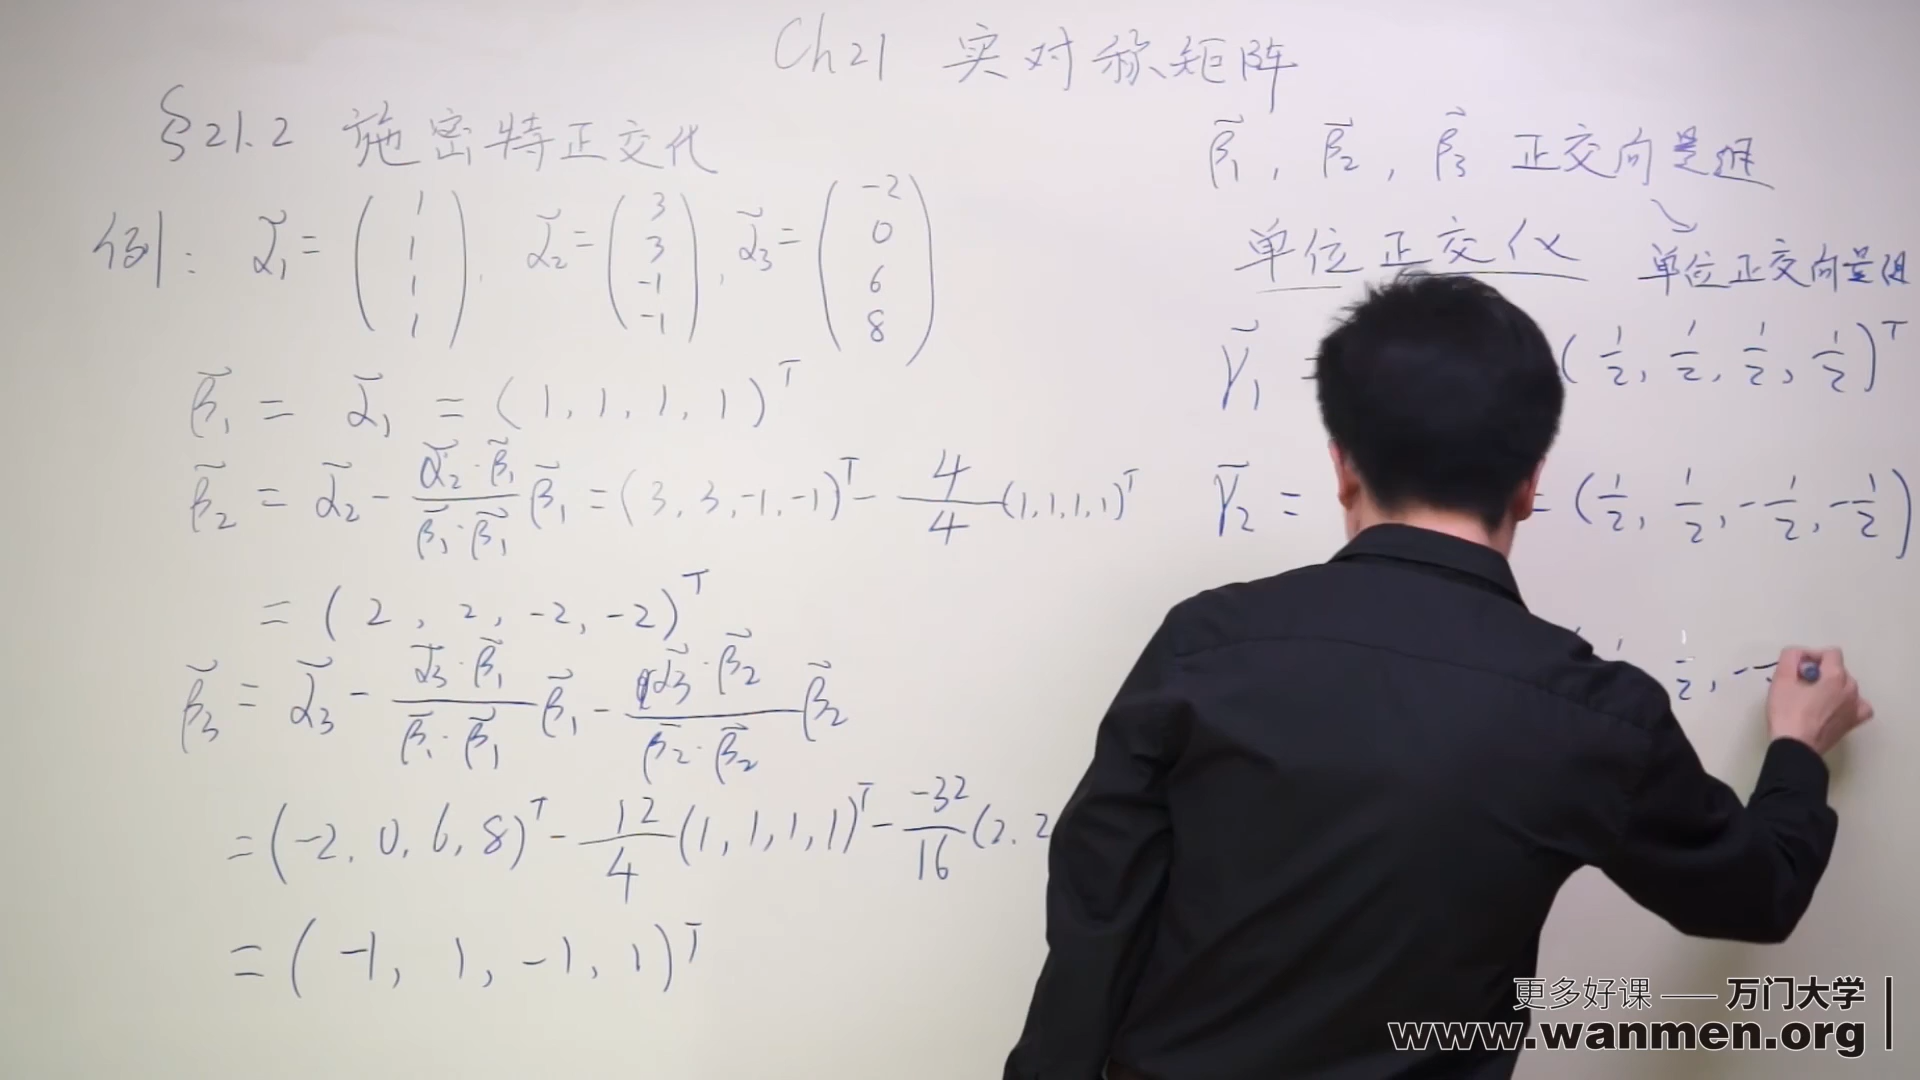 Ch21 实对称矩阵
§21.2 施密特正交化
例: α⃗₁ = (1 1 1 1), α⃗₂ = (3 3 -1 -1), α⃗₃ = (-2 0 6 8)
β⃗₁ = α⃗₁ = (1, 1, 1, 1)ᵀ
β⃗₂ = α⃗₂ - (α⃗₂·β⃗₁)/(β⃗₁·β⃗₁) β⃗₁ = (3, 3, -1, -1)ᵀ - 4/4 (1, 1, 1, 1)ᵀ
= (2, 2, -2, -2)ᵀ
β⃗₃ = α⃗₃ - (α⃗₃·β⃗₁)/(β⃗₁·β⃗₁) β⃗₁ - (α⃗₃·β⃗₂)/(β⃗₂·β⃗₂) β⃗₂
= (-2, 0, 6, 8)ᵀ - 12/4 (1, 1, 1, 1)ᵀ - -32/16 (2, 2
= (-1, 1, -1, 1)ᵀ
β⃗₁, β⃗₂, β⃗₃ 正交向量组
单位正交化 单位正交向量组
γ⃗₁ = (1/2, 1/2, 1/2, 1/2)ᵀ
γ⃗₂ = = (1/2, 1/2, -1/2, -1/2)
1/2, -
更多好课 —— 万门大学
www.wanmen.org